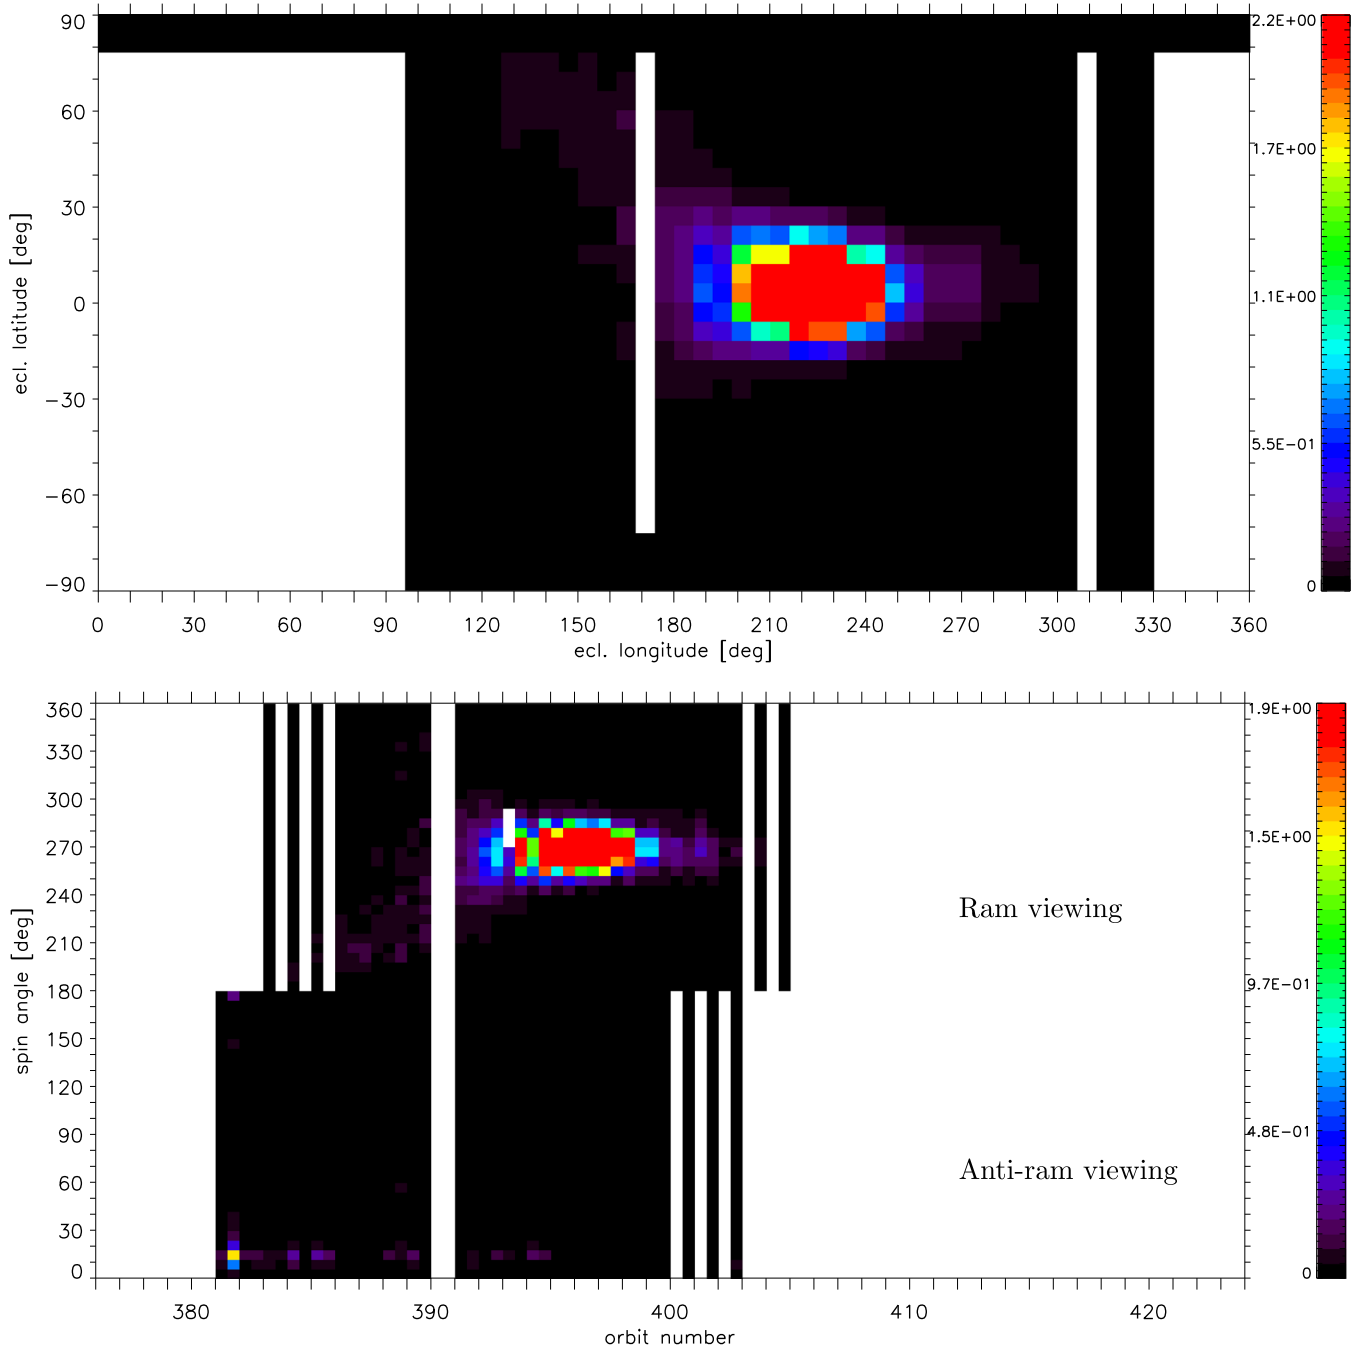 90
60
30
0
−30
−60
−90
ecl. latitude [deg]
0 30 60 90 120 150 180 210 240 270 300 330 360
ecl. longitude [deg]
2.2E+00
1.7E+00
1.1E+00
5.5E−01
0
360
330
300
270
240
210
180
150
120
90
60
30
0
spin angle [deg]
Ram viewing
Anti-ram viewing
380 390 400 410 420
orbit number
1.9E+00
1.5E+00
9.7E−01
4.8E−01
0